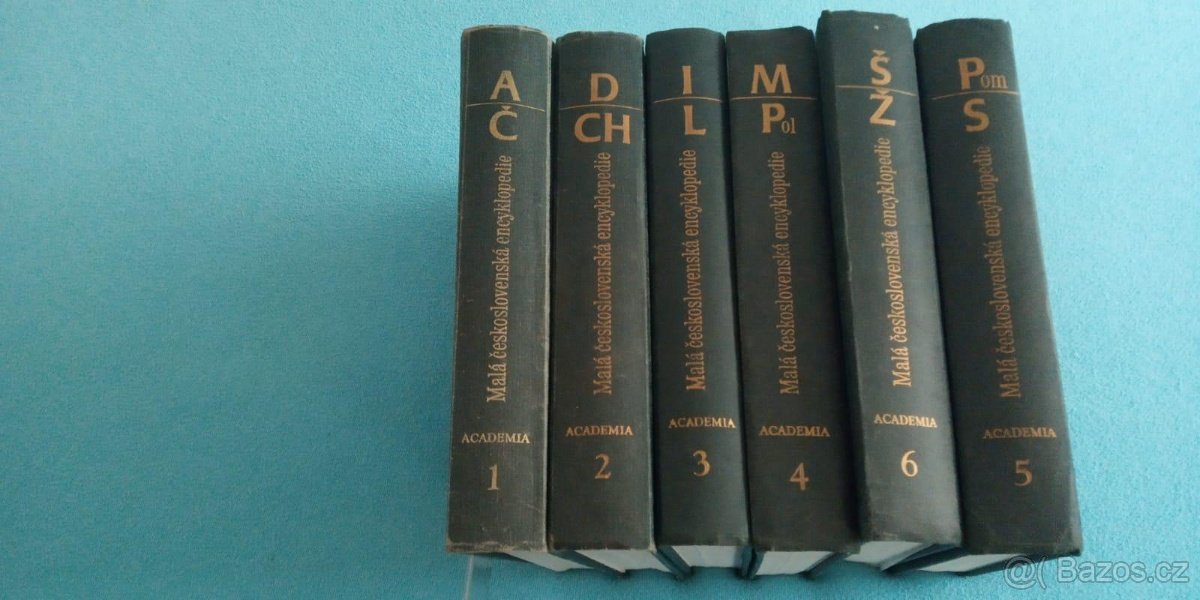 A
Č
Malá československá encyklopedie
ACADEMIA
1
D
CH
Malá československá encyklopedie
ACADEMIA
2
I
L
Malá československá encyklopedie
ACADEMIA
3
M
Pol
Malá československá encyklopedie
ACADEMIA
4
Š
Ž
Malá československá encyklopedie
ACADEMIA
6
Pom
S
Malá československá encyklopedie
ACADEMIA
5
@( Bazos.cz